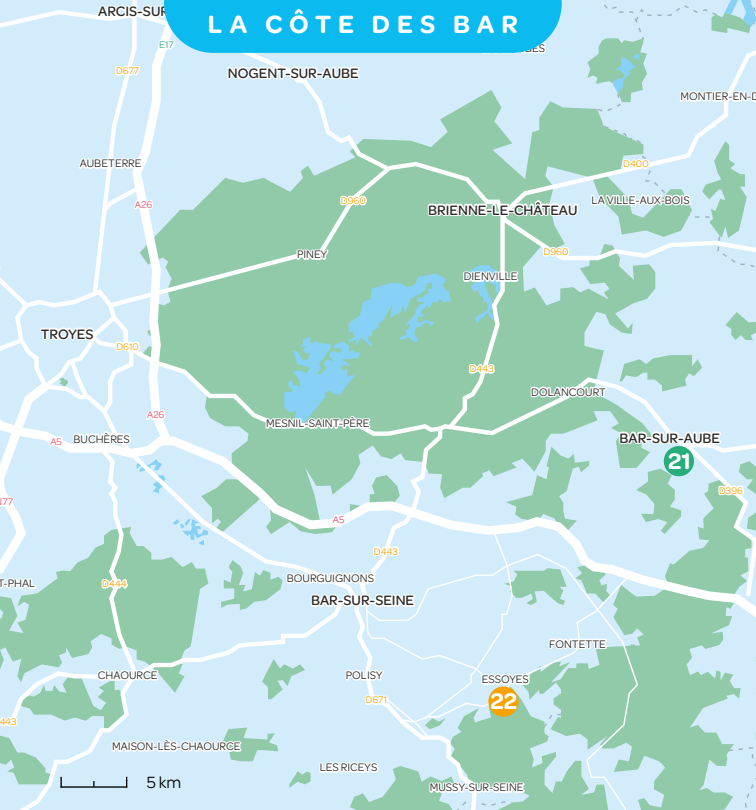 LA CÔTE DES BAR
ARCIS-SUR
E17
NOGENT-SUR-AUBE
D677
MONTIER-EN-D
AUBETERRE
D400
A26
D960
LA VILLE-AUX-BOIS
BRIENNE-LE-CHÂTEAU
PINEY
D960
DIENVILLE
TROYES
D610
D443
DOLANCOURT
A26
MESNIL-SAINT-PÈRE
A5
BUCHÈRES
BAR-SUR-AUBE
21
D396
A5
D443
T-PHAL
D444
BOURGUIGNONS
BAR-SUR-SEINE
FONTETTE
CHAOURCE
POLISY
ESSOYES
22
D671
443
MAISON-LÈS-CHAOURCE
LES RICEYS
5 km
MUSSY-SUR-SEINE